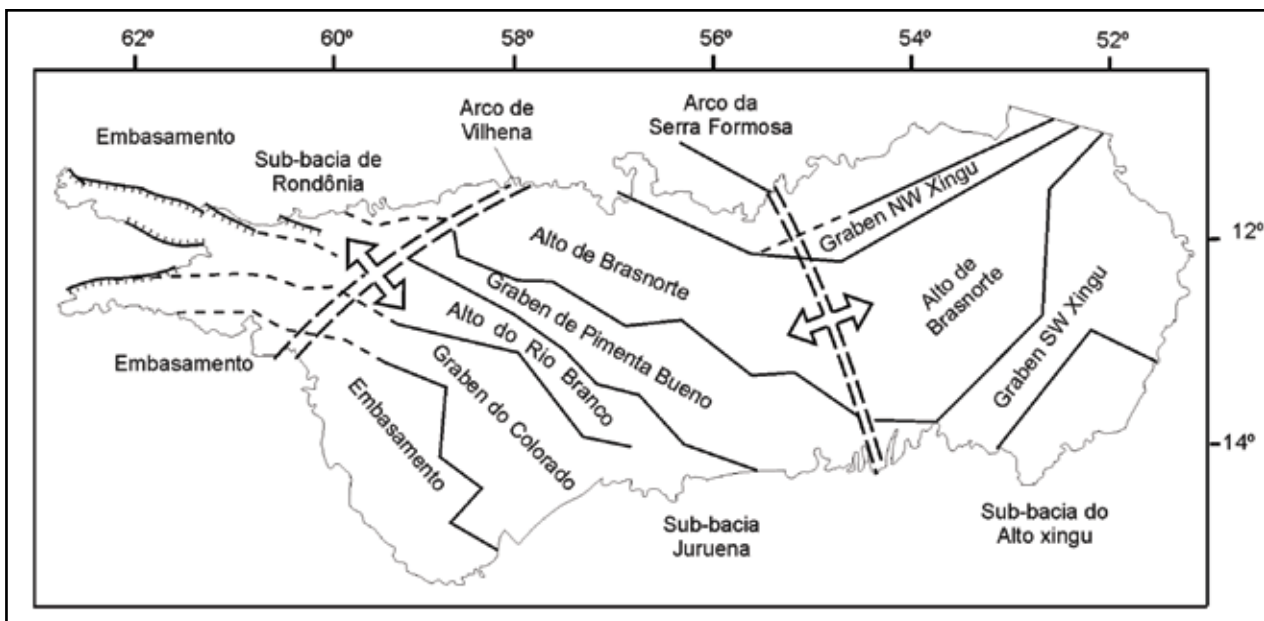 62º 60º 58º 56º 54º 52º
Embasamento
Sub-bacia de
Rondônia
Arco de
Vilhena
Arco da
Serra Formosa
Graben NW Xingu
12º
Alto de Brasnorte
Alto de
Brasnorte
Graben de Pimenta Bueno
Alto do Rio Branco
Graben SW Xingu
Embasamento
Graben do Colorado
Embasamento
14º
Sub-bacia
Juruena
Sub-bacia do
Alto xingu